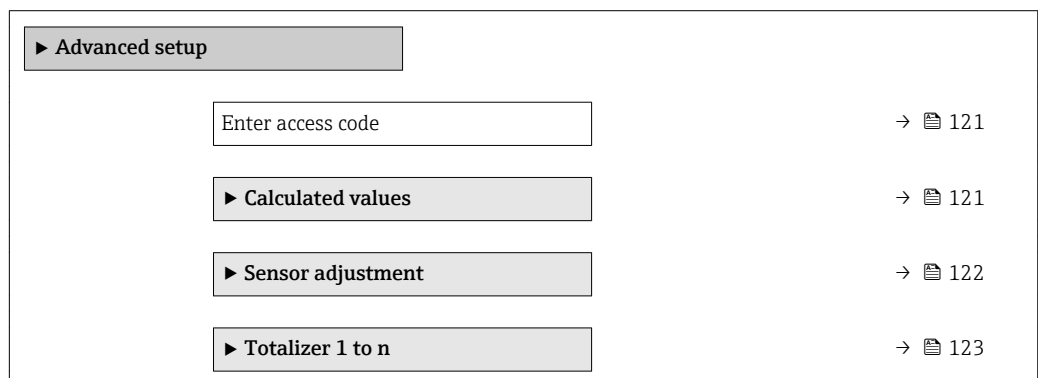 ▶ Advanced setup
Enter access code → 121
▶ Calculated values → 121
▶ Sensor adjustment → 122
▶ Totalizer 1 to n → 123